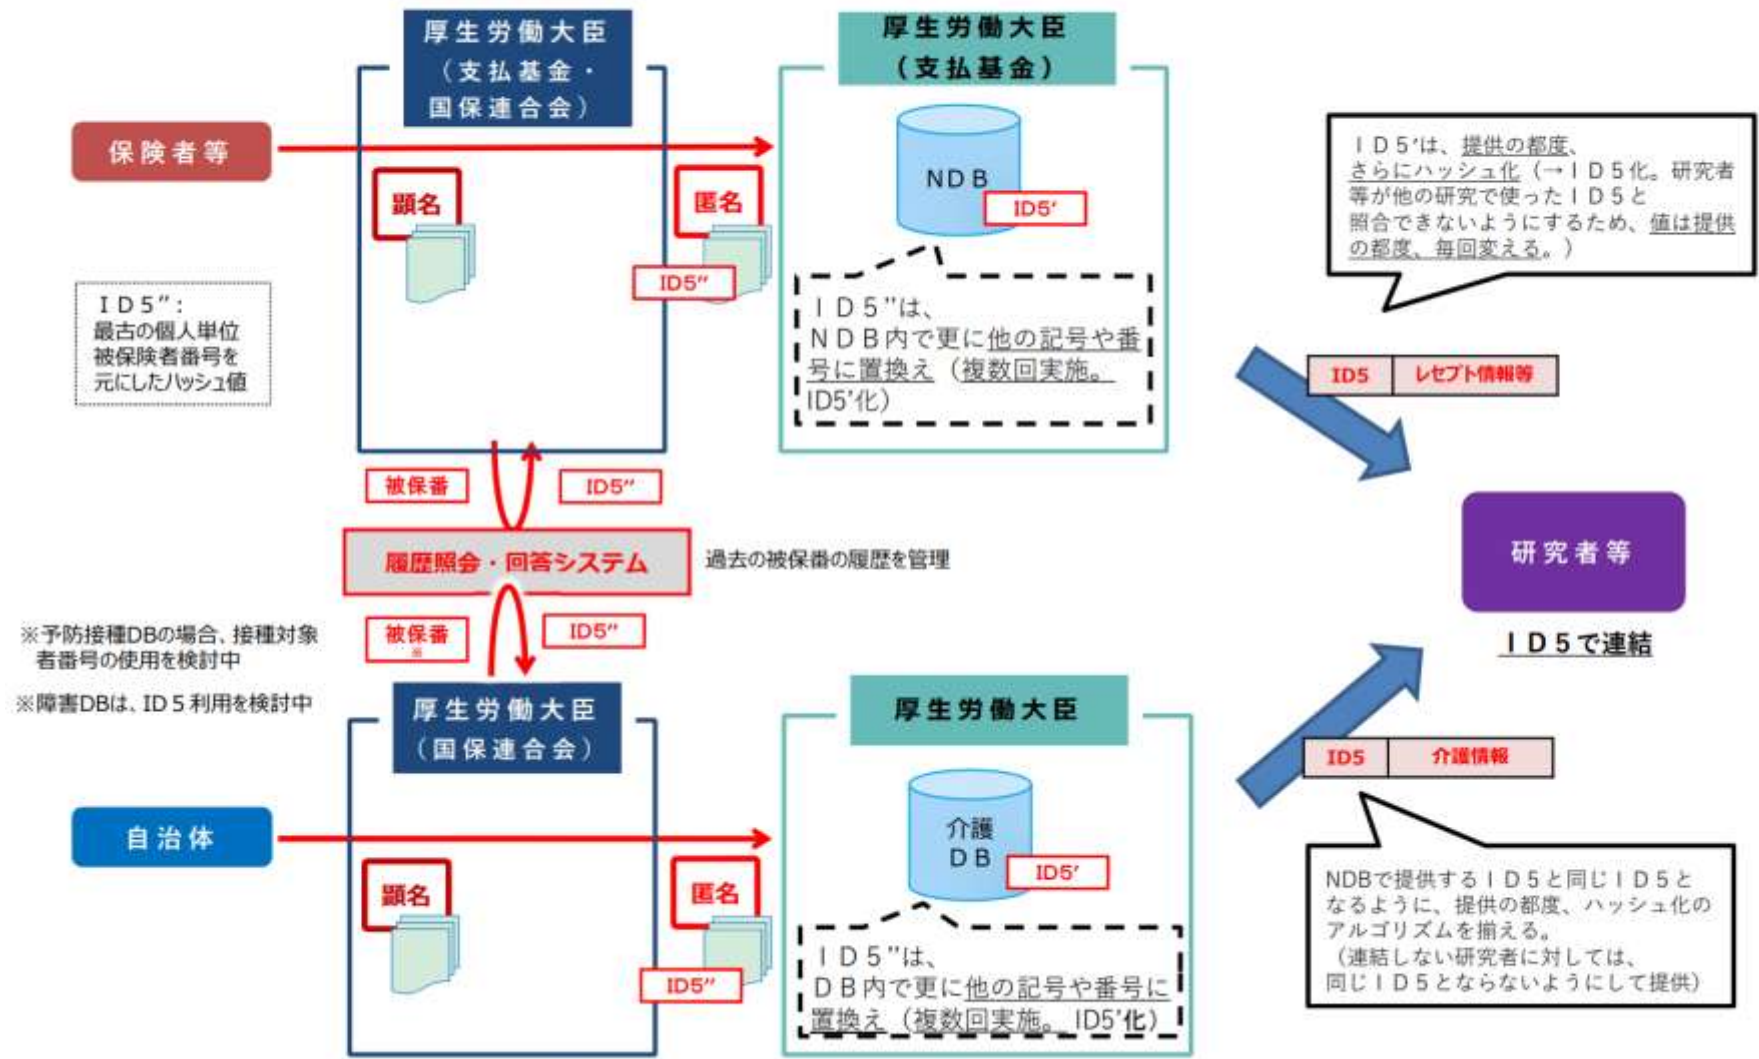 厚生労働大臣
（支払基金・
国保連合会）
厚生労働大臣
（支払基金）
保険者等
顕名
匿名
ID5’’
NDB
ID5’
ＩＤ５’は、提供の都度、
さらにハッシュ化（→ＩＤ５化。研究者
等が他の研究で使ったＩＤ５と
照合できないようにするため、値は提供
の都度、毎回変える。）
ＩＤ５’’：
最古の個人単位
被保険者番号を
元にしたハッシュ値
ＩＤ５’’は、
ＮＤＢ内で更に他の記号や番
号に置換え（複数回実施。
ID5’化）
ID5
レセプト情報等
被保番
ID5’’
履歴照会・回答システム
過去の被保番の履歴を管理
研究者等
ＩＤ５で連結
被保番
※
ID5’’
※予防接種DBの場合、接種対象
者番号の使用を検討中
※障害DBは、ID５利用を検討中
厚生労働大臣
（国保連合会）
厚生労働大臣
ID5
介護情報
自治体
顕名
匿名
ID5’’
介護
ＤＢ
ID5’
ＩＤ５’’は、
ＤＢ内で更に他の記号や番号に
置換え（複数回実施。 ID5’化）
NDBで提供するＩＤ５と同じＩＤ５と
なるように、提供の都度、ハッシュ化の
アルゴリズムを揃える。
（連結しない研究者に対しては、
同じＩＤ５とならないようにして提供）